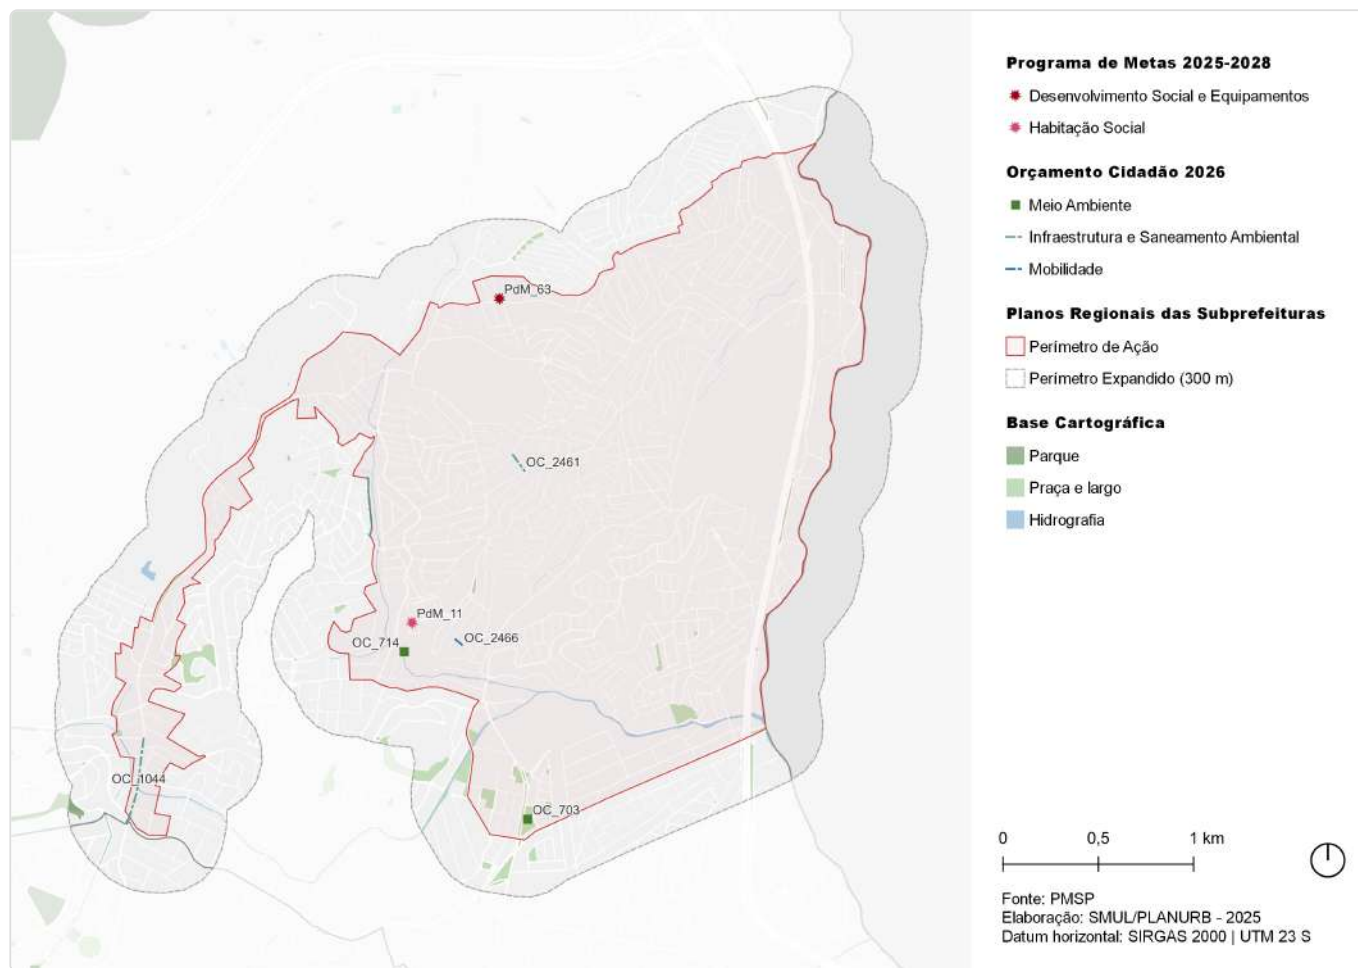 Programa de Metas 2025-2028
Desenvolvimento Social e Equipamentos
Habitação Social
Orçamento Cidadão 2026
Meio Ambiente
Infraestrutura e Saneamento Ambiental
Mobilidade
Planos Regionais das Subprefeituras
Perímetro de Ação
Perímetro Expandido (300 m)
Base Cartográfica
Parque
Praça e largo
Hidrografia
PdM_63
OC_2461
PdM_11
OC_714
OC_2466
OC_1044
OC_703
0 0,5 1 km
Fonte: PMSP
Elaboração: SMUL/PLANURB - 2025
Datum horizontal: SIRGAS 2000 | UTM 23 S